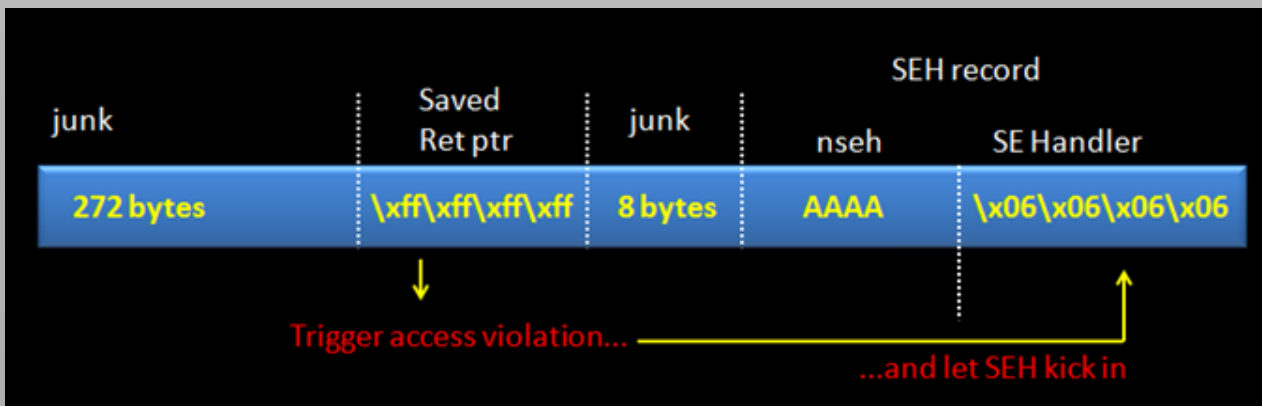 SEH record
junk
Saved
Ret ptr
junk
nseh
SE Handler
272 bytes
\xff\xff\xff\xff
8 bytes
AAAA
\x06\x06\x06\x06
Trigger access violation...
...and let SEH kick in